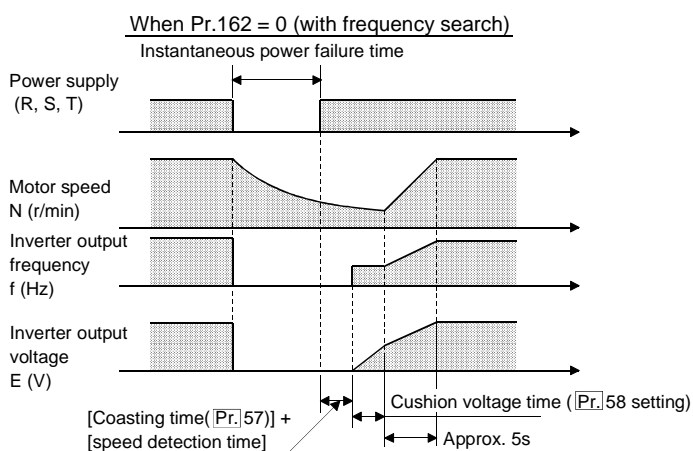 When Pr.162 = 0 (with frequency search)
Instantaneous power failure time
Power supply
(R, S, T)
Motor speed
N (r/min)
Inverter output
frequency
f (Hz)
Inverter output
voltage
E (V)
[Coasting time( Pr. 57)] +
[speed detection time]
Cushion voltage time ( Pr. 58 setting)
Approx. 5s